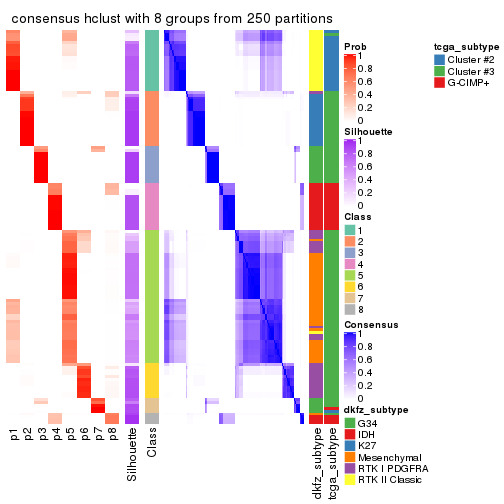 consensus hclust with 8 groups from 250 partitions
Prob
1
0.8
0.6
0.4
0.2
0
Silhouette
1
0.8
0.6
0.4
0.2
0
Class
1
2
3
4
5
6
7
8
Consensus
1
0.8
0.6
0.4
0.2
0
dkfz_subtype
G34
IDH
K27
Mesenchymal
RTK I PDGFRA
RTK II Classic
tcga_subtype
Cluster #2
Cluster #3
G-CIMP+
p1
p2
p3
p4
p5
p6
p7
p8
Silhouette
Class
dkfz_subtype
tcga_subtype